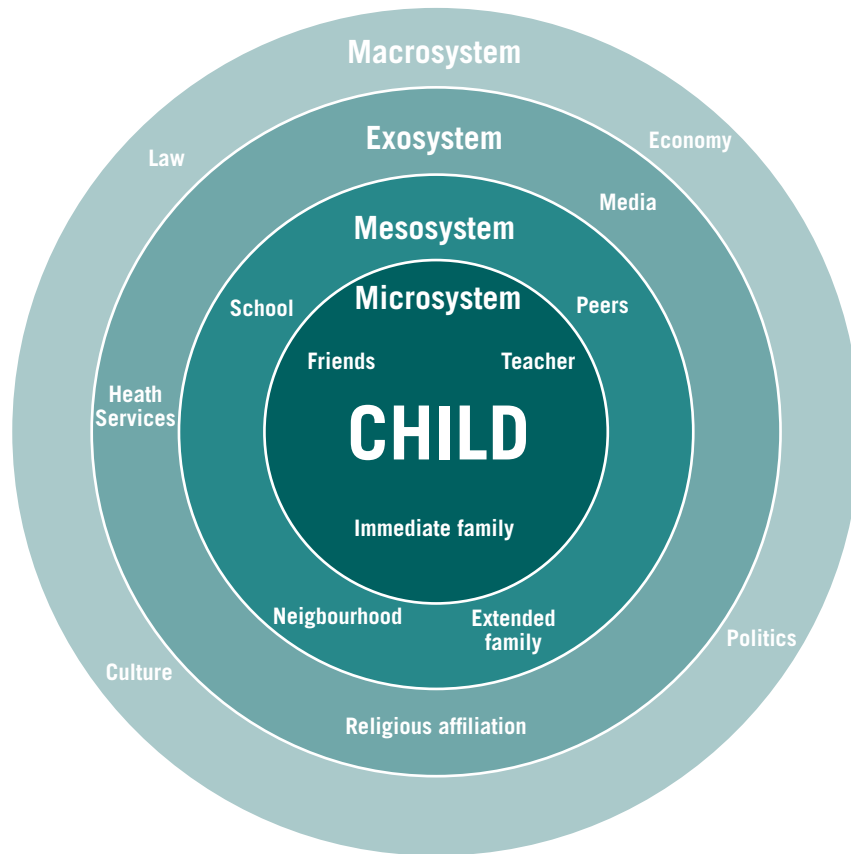 Macrosystem
Economy
Law
Exosystem
Media
Mesosystem
School
Peers
Microsystem
Friends
Teacher
Heath
Services
CHILD
Immediate family
Neigbourhood
Extended
family
Politics
Culture
Religious affiliation